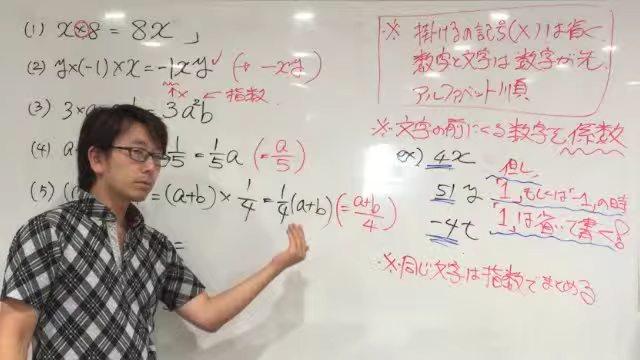 (1) x×8 = 8x
(2) y×(-1)×x=-1xy (→ -xy)
1x 指数
(3) 3×a = 3a²b
(4) a 1/5 = 1/5 a (= a/5)
(5) ( = (a+b)× 1/4 = 1/4 (a+b) (= a+b/4)
=
※ 掛けるの記号(×)は省く
数字と文字は数字が先
アルファベット順
※文字の前にくる数字を係数
ex) 4x
51y
-4t
但し、
1,もしくは-1,の時
1,は省いて書く!
※同じ文字は指数でまとめる